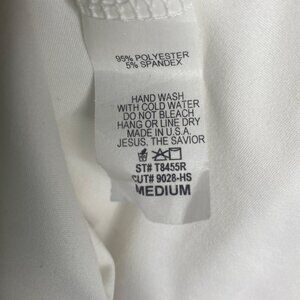 95% POLYESTER
5% SPANDEX
HAND WASH
WITH COLD WATER
DO NOT BLEACH
HANG OR LINE DRY
MADE IN U.S.A.
JESUS. THE SAVIOR
ST# T8455R
CUT# 9028-HS
MEDIUM